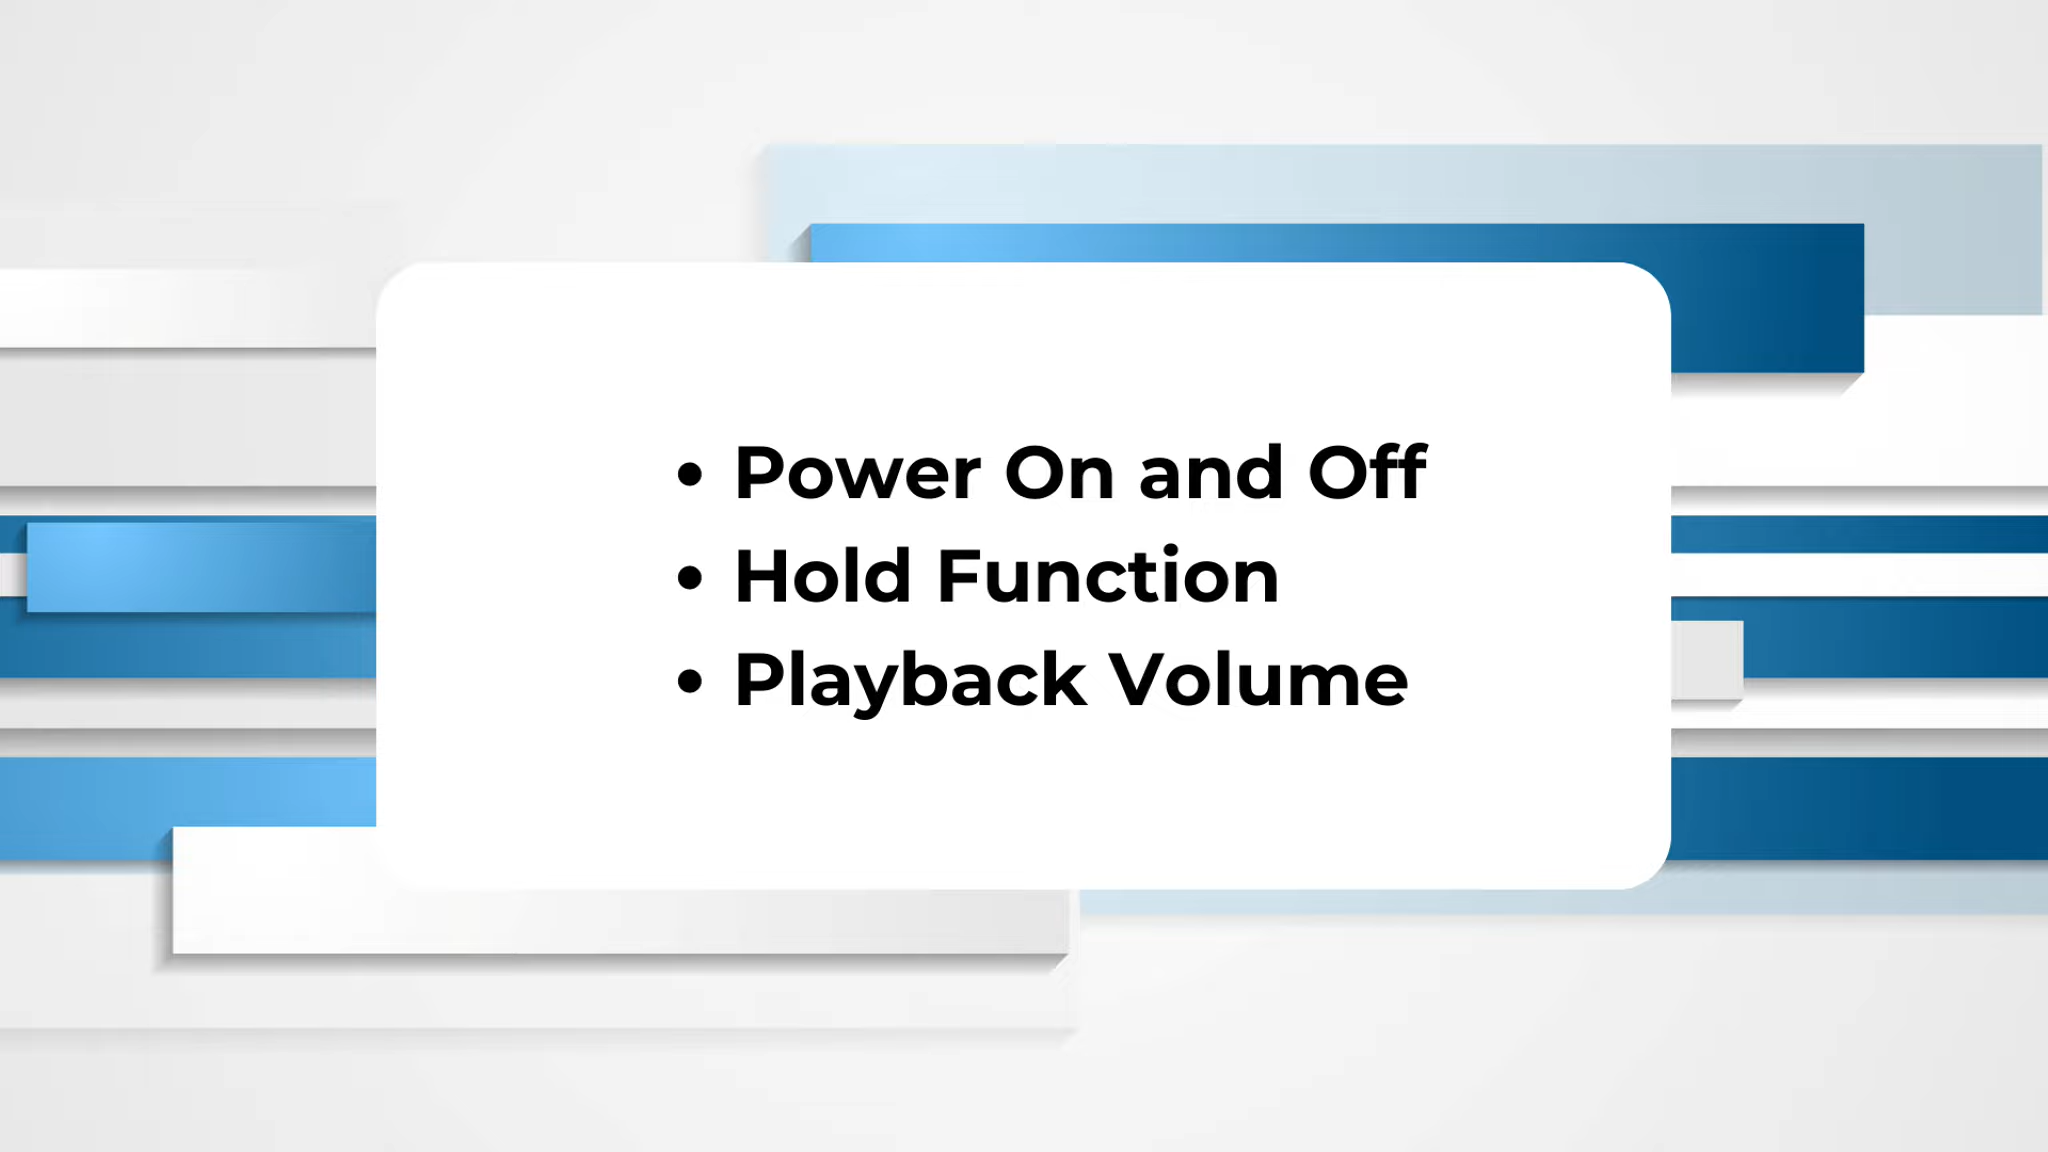 • Power On and Off
• Hold Function
• Playback Volume